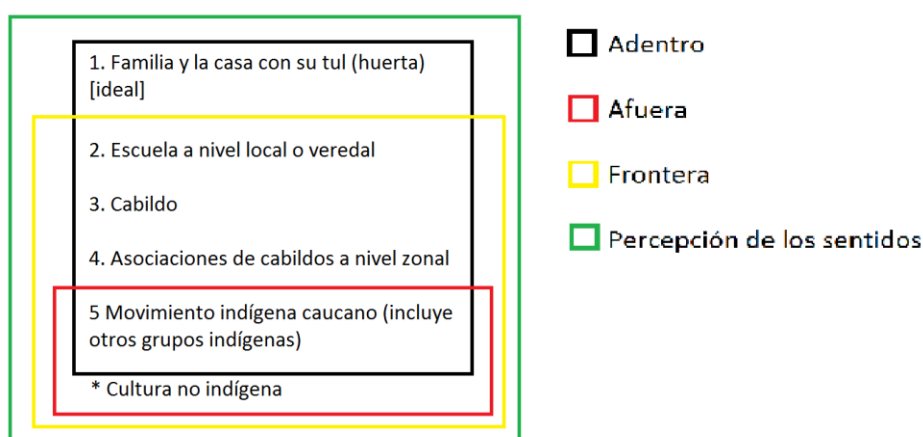 1. Familia y la casa con su tul (huerta)
[ideal]
2. Escuela a nivel local o veredal
3. Cabildo
4. Asociaciones de cabildos a nivel zonal
5 Movimiento indígena caucano (incluye
otros grupos indígenas)
* Cultura no indígena
Adentro
Afuera
Frontera
Percepción de los sentidos